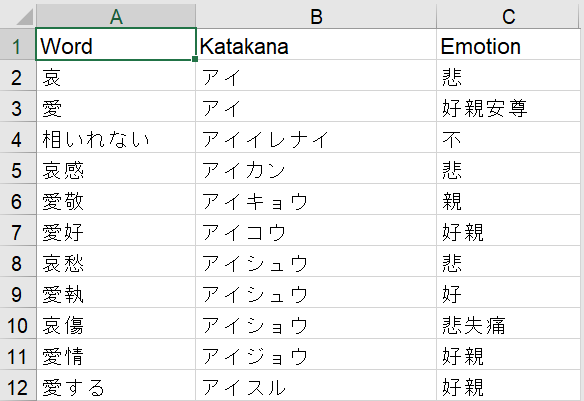 A B C
1 Word Katakana Emotion
2 哀 アイ 悲
3 愛 アイ 好親安尊
4 相いれない アイイレナイ 不
5 哀感 アイカン 悲
6 愛敬 アイキョウ 親
7 愛好 アイコウ 好親
8 哀愁 アイシュウ 悲
9 愛執 アイシュウ 好
10 哀傷 アイショウ 悲失痛
11 愛情 アイジョウ 好親
12 愛する アイスル 好親